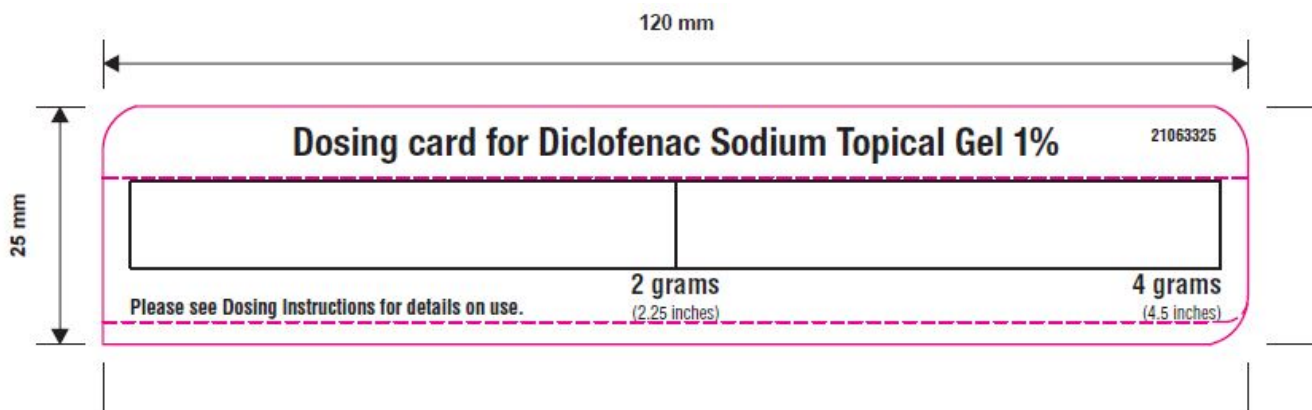 120 mm
25 mm
Dosing card for Diclofenac Sodium Topical Gel 1%
21063325
2 grams
4 grams
Please see Dosing Instructions for details on use.
(2.25 inches)
(4.5 inches)